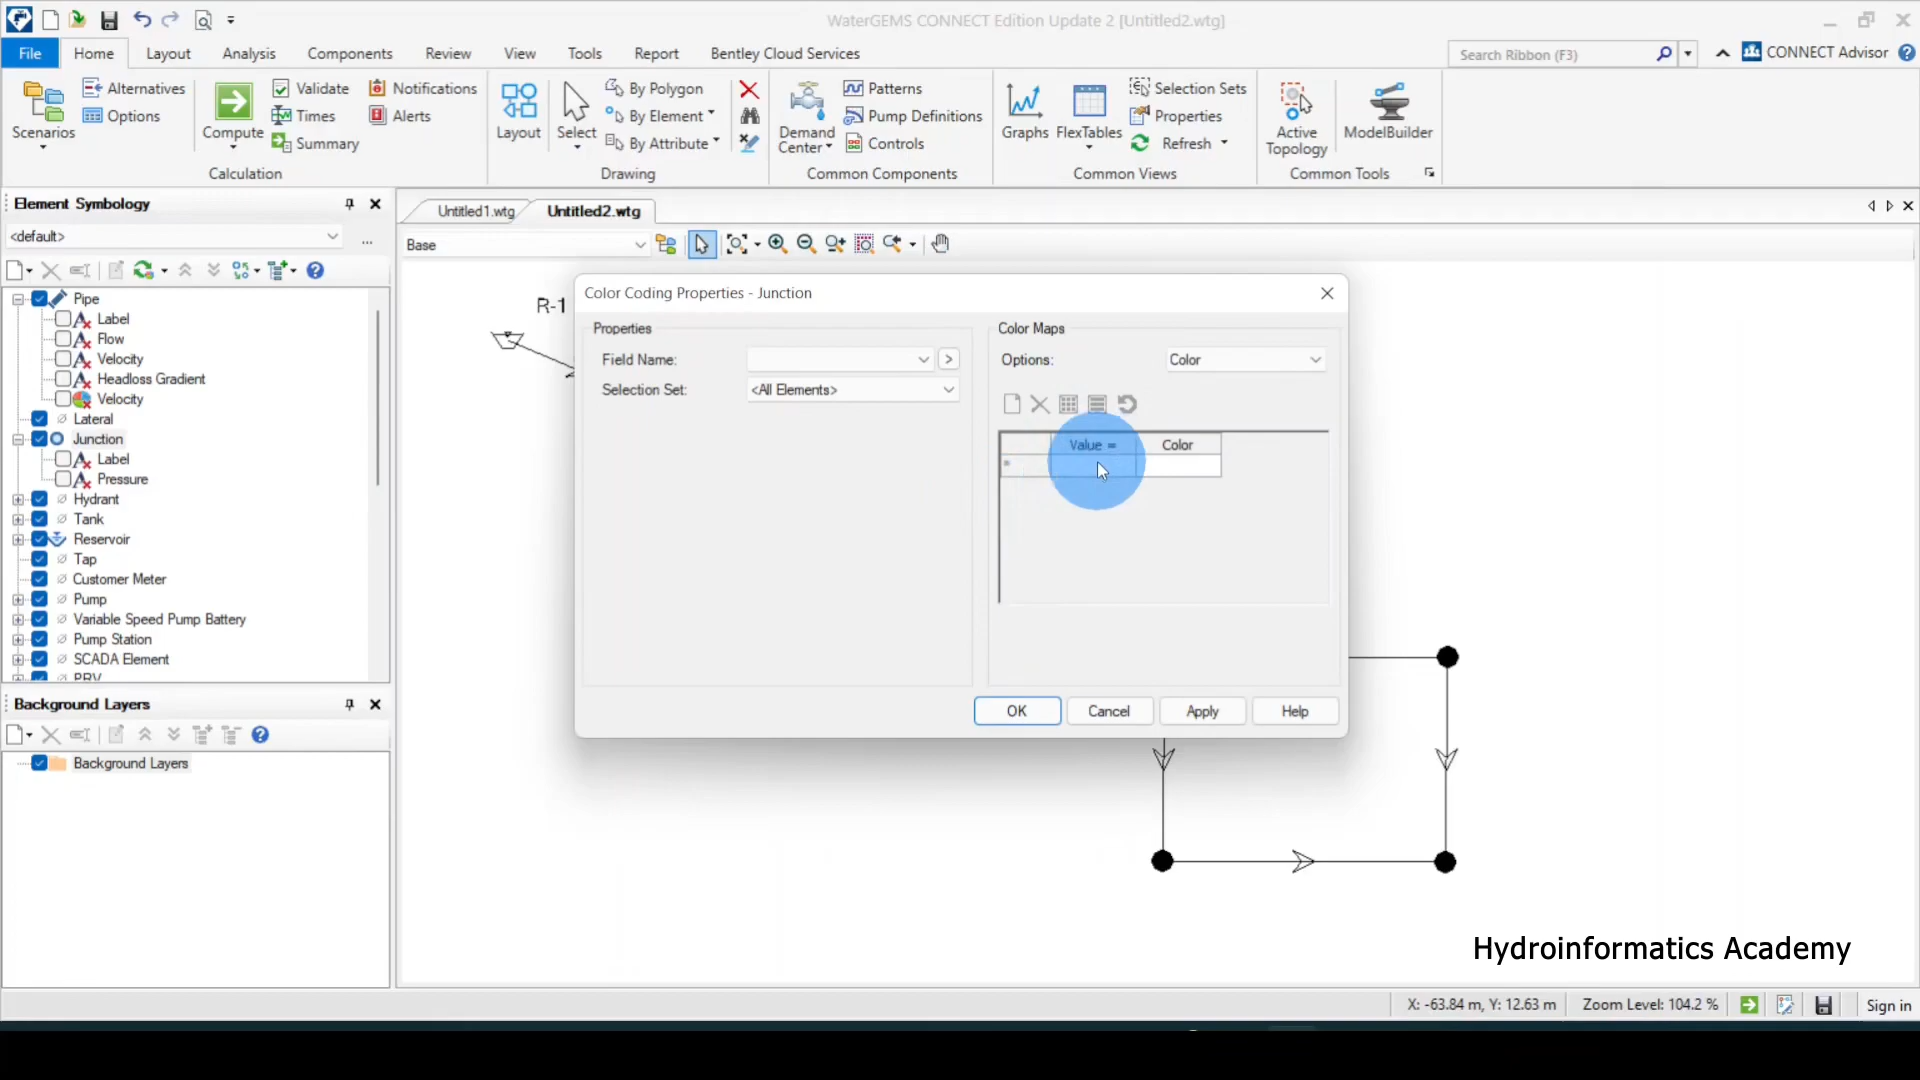 WaterGEMS CONNECT Edition Update 2 [Untitled2.wtg]
File Home Layout Analysis Components Review View Tools Report Bentley Cloud Services
Search Ribbon (F3)
CONNECT Advisor
Scenarios
Alternatives
Options
Compute
Validate
Times
Summary
Notifications
Alerts
Calculation
Layout
Select
By Polygon
By Element
By Attribute
Drawing
Demand Center
Patterns
Pump Definitions
Controls
Common Components
Graphs
FlexTables
Selection Sets
Properties
Refresh
Common Views
Active Topology
ModelBuilder
Common Tools
Element Symbology
<default>
Pipe
Label
Flow
Velocity
Headloss Gradient
Velocity
Lateral
Junction
Label
Pressure
Hydrant
Tank
Reservoir
Tap
Customer Meter
Pump
Variable Speed Pump Battery
Pump Station
SCADA Element
PRV
Background Layers
Background Layers
Untitled1.wtg
Untitled2.wtg
Base
R-1
Color Coding Properties - Junction
Properties
Field Name:
>
Selection Set:
<All Elements>
Color Maps
Options:
Color
Value =
Color
OK
Cancel
Apply
Help
Hydroinformatics Academy
X: -63.84 m, Y: 12.63 m
Zoom Level: 104.2 %
Sign in